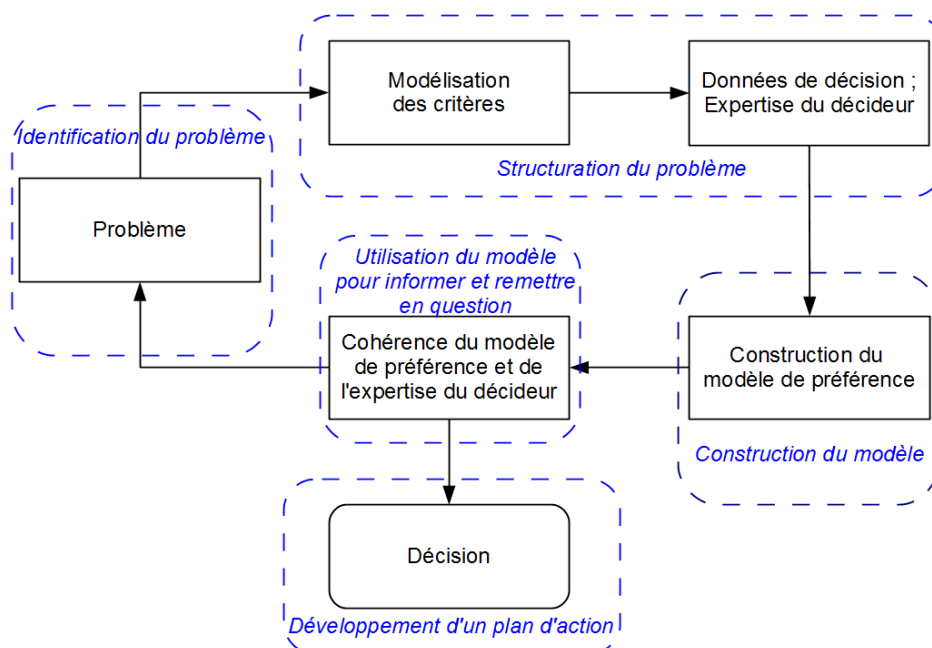 Modélisation
des critères
Données de décision ;
Expertise du décideur
Structuration du problème
Identification du problème
Problème
Utilisation du modèle
pour informer et remettre
en question
Cohérence du modèle
de préférence et de
l'expertise du décideur
Construction du
modèle de préférence
Construction du modèle
Décision
Développement d'un plan d'action